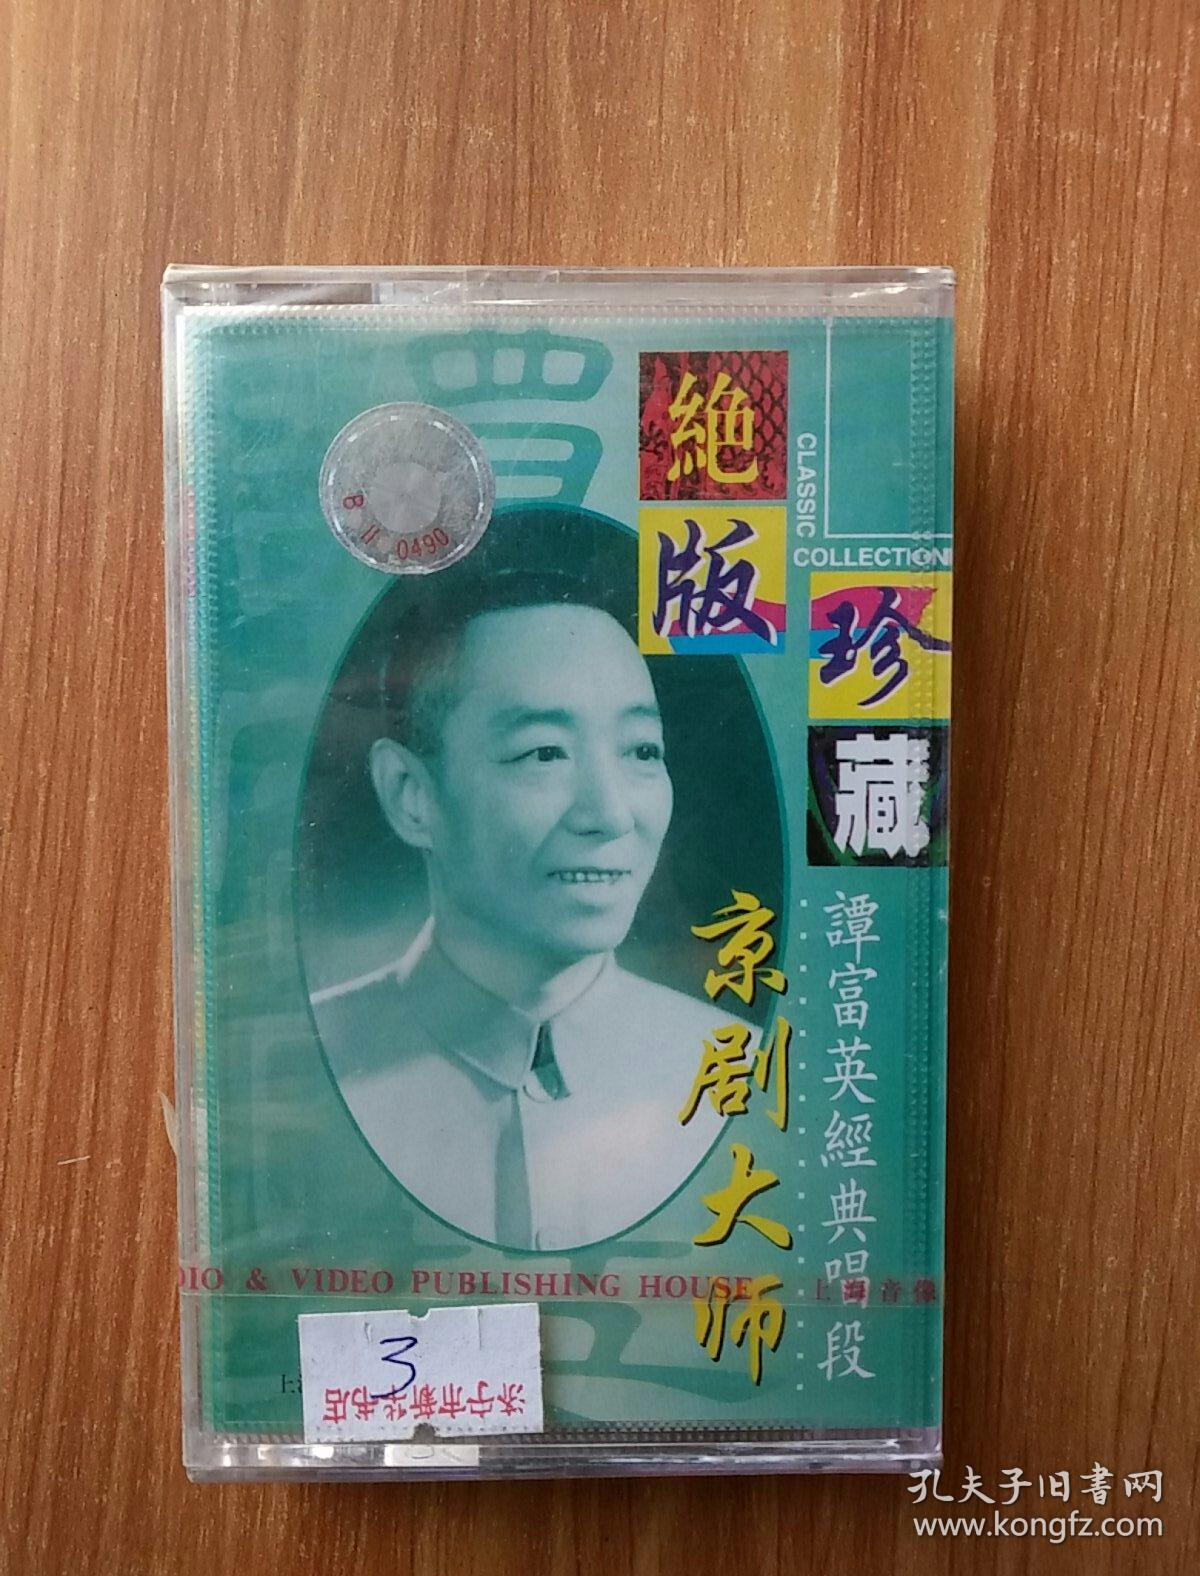 絶
版
珍
藏
CLASSIC
COLLECTION
B II 0490
京剧大师
譚富英經典唱段
DIO & VIDEO PUBLISHING HOUSE
上海音像
3
济宁市新华书店
孔夫子旧書网
www.kongfz.com